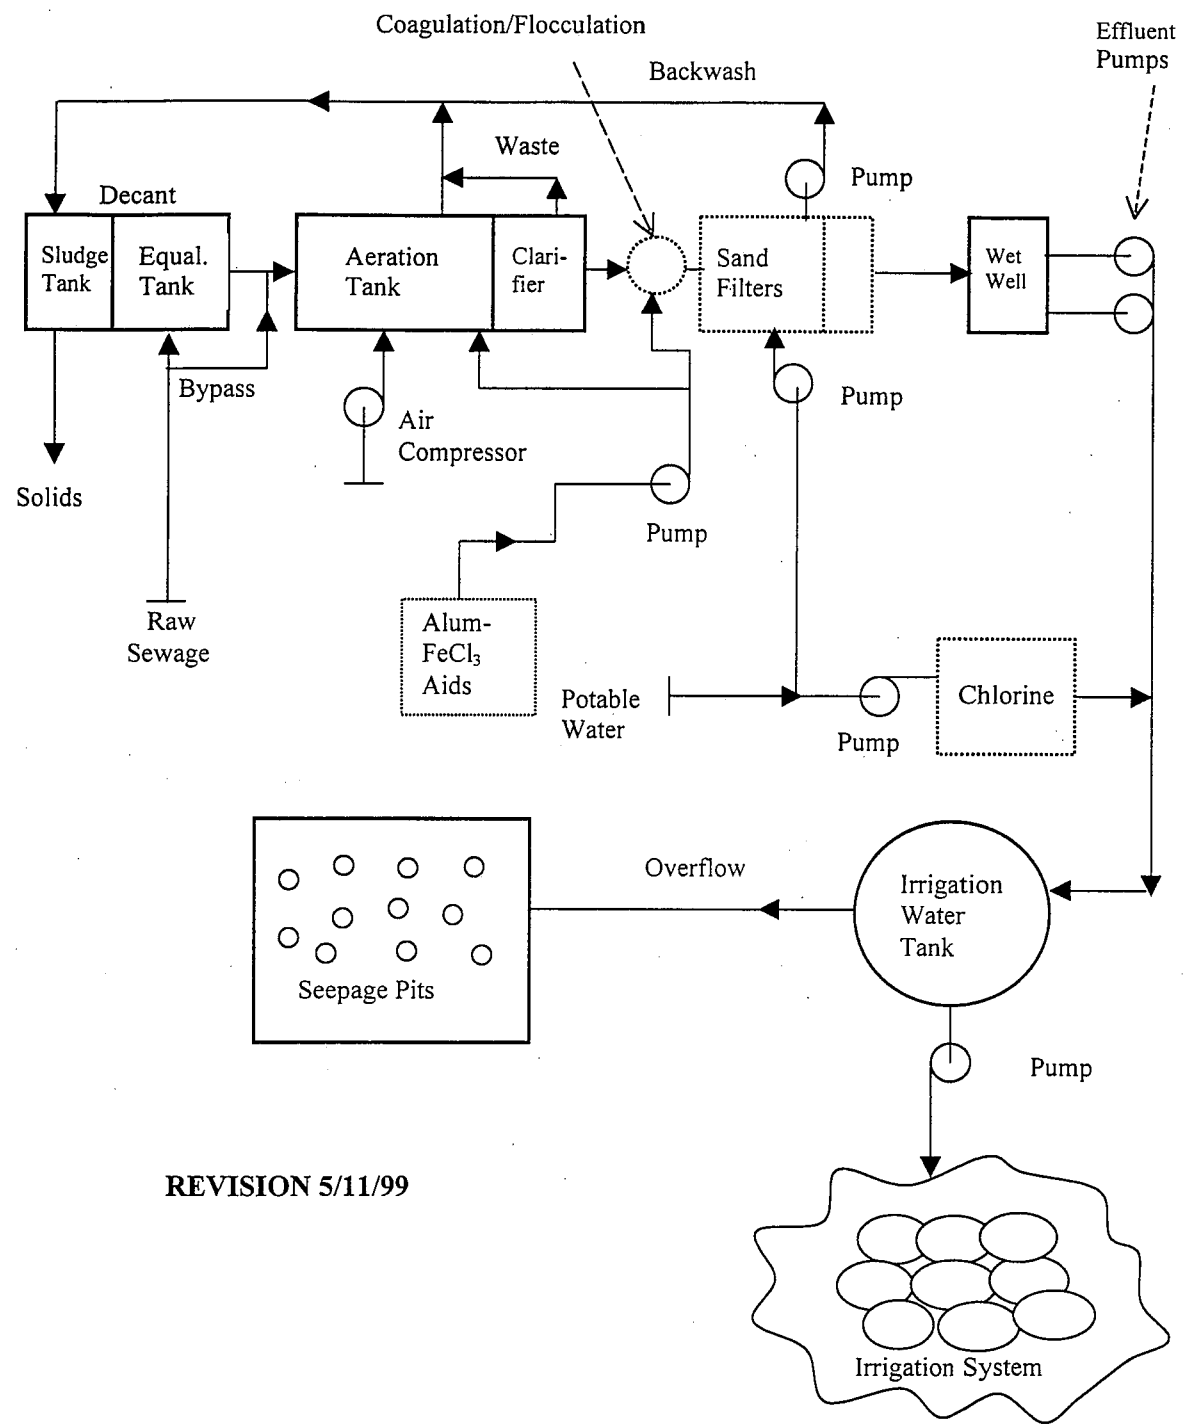 Coagulation/Flocculation
Effluent
Pumps
Backwash
Waste
Pump
Decant
Sludge
Tank
Equal.
Tank
Aeration
Tank
Clari-
fier
Sand
Filters
Wet
Well
Bypass
Air
Compressor
Pump
Solids
Pump
Raw
Sewage
Alum-
FeCl₃
Aids
Potable
Water
Pump
Chlorine
Overflow
Irrigation
Water
Tank
Seepage Pits
Pump
REVISION 5/11/99
Irrigation System